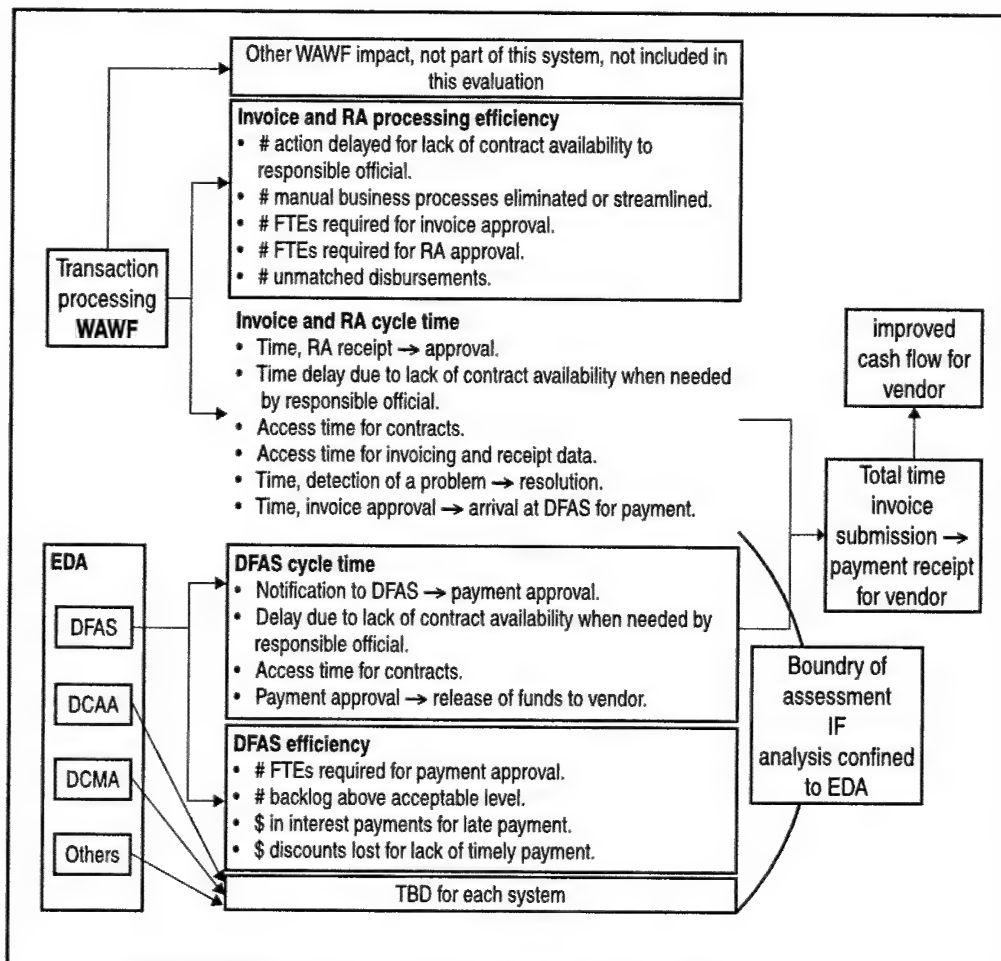 Other WAWF impact, not part of this system, not included in
this evaluation
Invoice and RA processing efficiency
• # action delayed for lack of contract availability to
responsible official.
• # manual business processes eliminated or streamlined.
• # FTEs required for invoice approval.
• # FTEs required for RA approval.
• # unmatched disbursements.
Transaction
processing
WAWF
Invoice and RA cycle time
• Time, RA receipt → approval.
• Time delay due to lack of contract availability when needed
by responsible official.
• Access time for contracts.
• Access time for invoicing and receipt data.
• Time, detection of a problem → resolution.
• Time, invoice approval → arrival at DFAS for payment.
improved
cash flow for
vendor
Total time
invoice
submission →
payment receipt
for vendor
EDA
DFAS
DCAA
DCMA
Others
DFAS cycle time
• Notification to DFAS → payment approval.
• Delay due to lack of contract availability when needed by
responsible official.
• Access time for contracts.
• Payment approval → release of funds to vendor.
DFAS efficiency
• # FTEs required for payment approval.
• # backlog above acceptable level.
• $ in interest payments for late payment.
• $ discounts lost for lack of timely payment.
TBD for each system
Boundry of
assessment
IF
analysis confined
to EDA